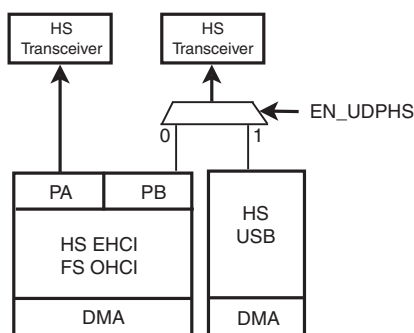 HS
Transceiver
HS
Transceiver
EN_UDPHS
0
1
PA
PB
HS EHCI
FS OHCI
DMA
HS
USB
DMA